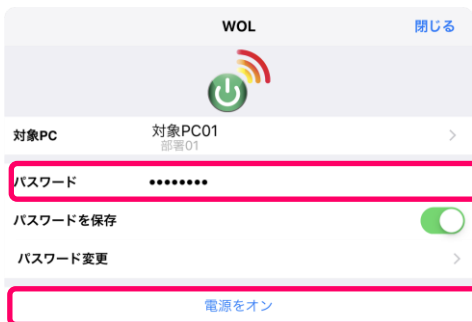 WOL 閉じる
対象PC 対象PC01
部署01
パスワード ••••••••
パスワードを保存
パスワード変更
電源をオン